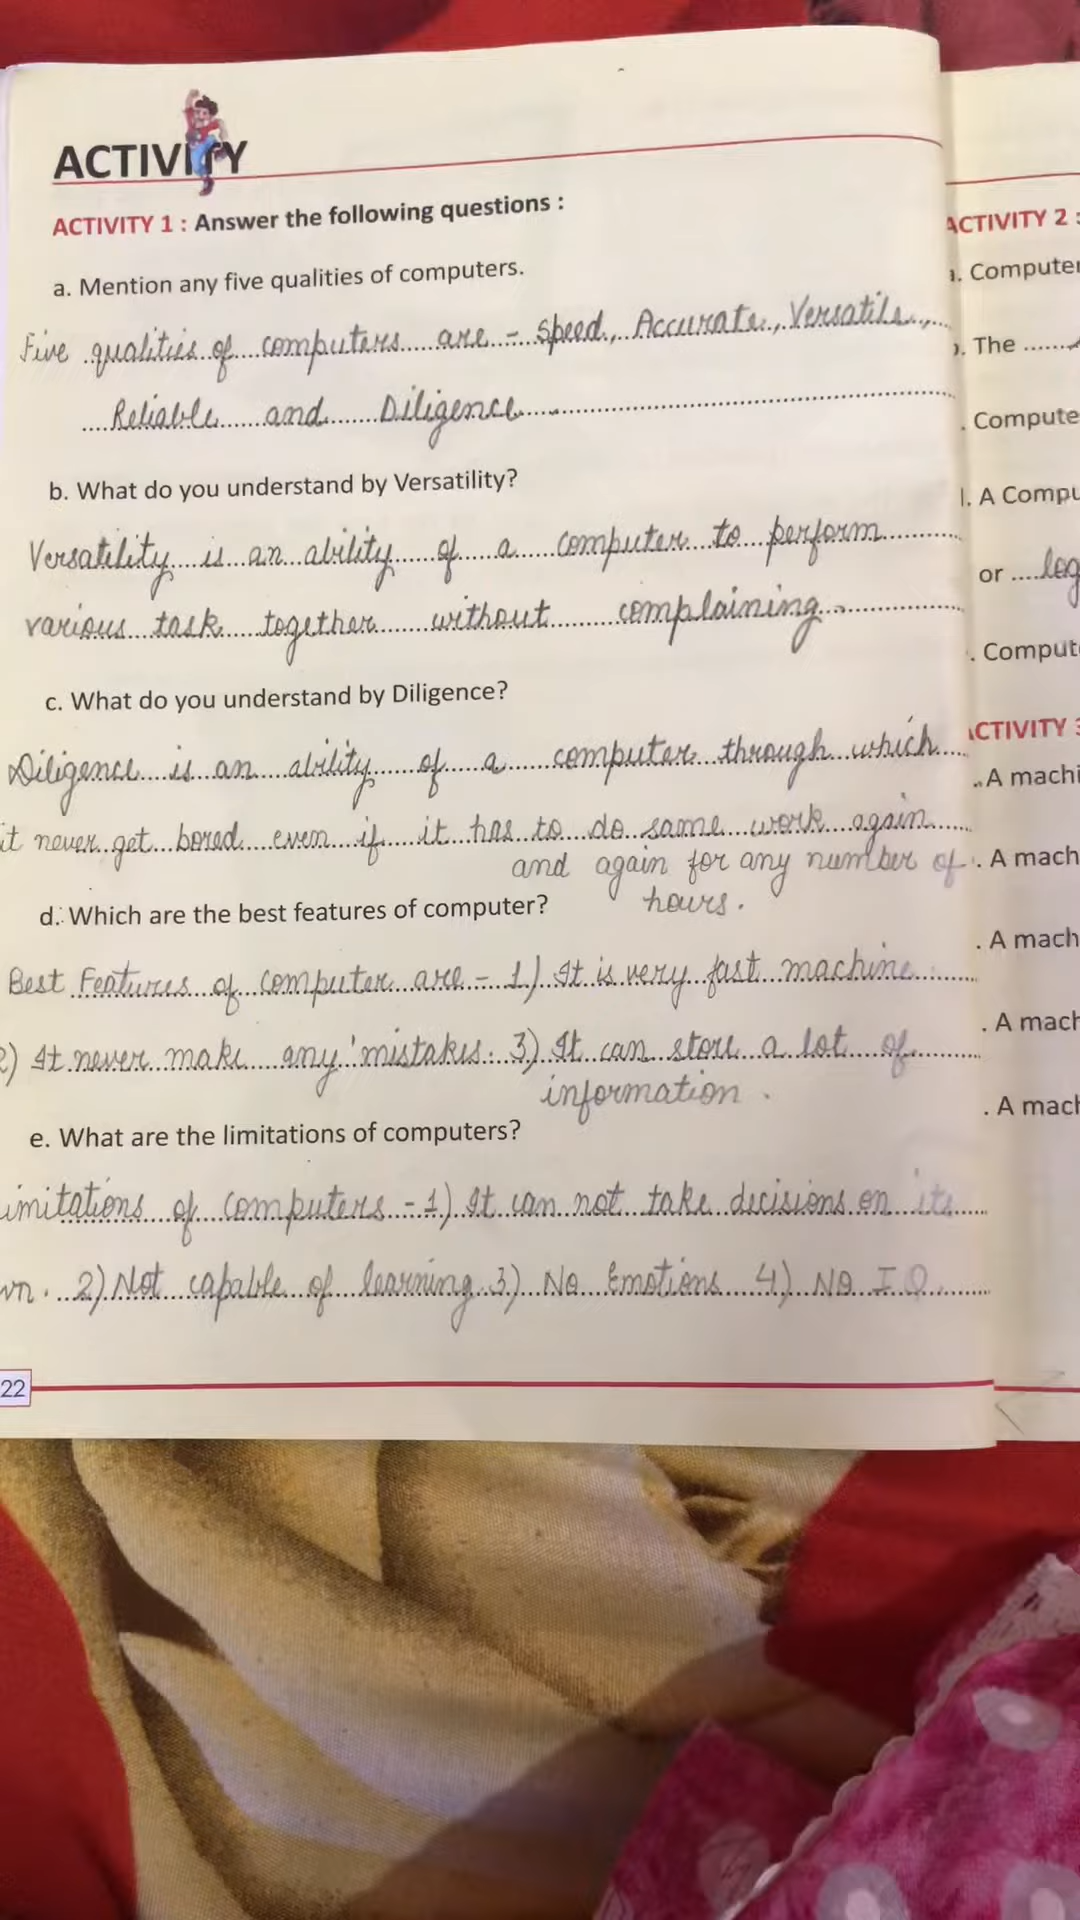 ACTIVITY
ACTIVITY 1 : Answer the following questions :
a. Mention any five qualities of computers.
Five qualities of computers are - Speed, Accurate, Versatile,
Reliable and Diligence
b. What do you understand by Versatility?
Versatility is an ability of a computer to perform
various task together without complaining.
c. What do you understand by Diligence?
Diligence is an ability of a computer through which
it never get bored even if it has to do same work again
and again for any number of
hours.
d. Which are the best features of computer?
Best Features of computer are - 1) It is very fast machine
2) It never make any mistakes. 3) It can store a lot of
information.
e. What are the limitations of computers?
imitations of computers - 1) It can not take decisions on its
wn. 2) Not capable of learning 3) No Emotions 4) No I.Q.
22
ACTIVITY 2 :
. Computer
. The
. Compute
. A Compu
or log
. Compute
ACTIVITY 3
. A machi
. A mach
. A mach
. A mach
. A mach